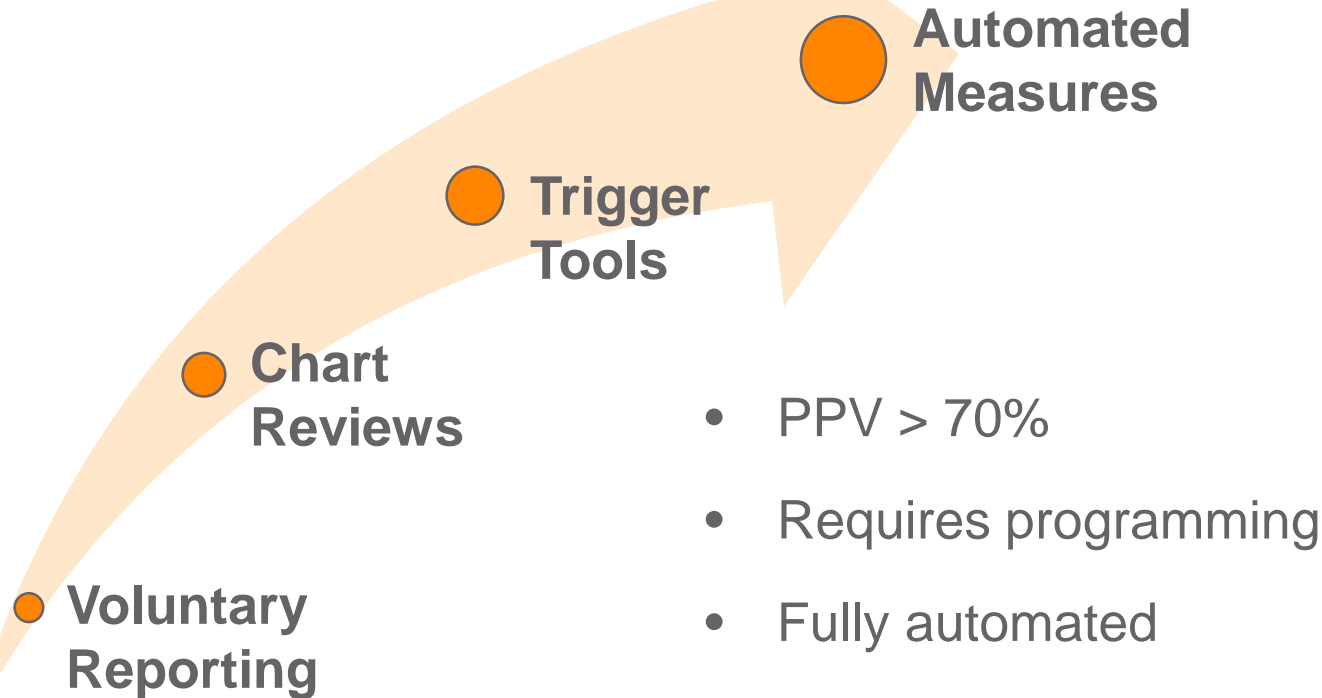 Automated
Measures
Trigger
Tools
Chart
Reviews
• PPV > 70%
• Requires programming
• Fully automated
Voluntary
Reporting